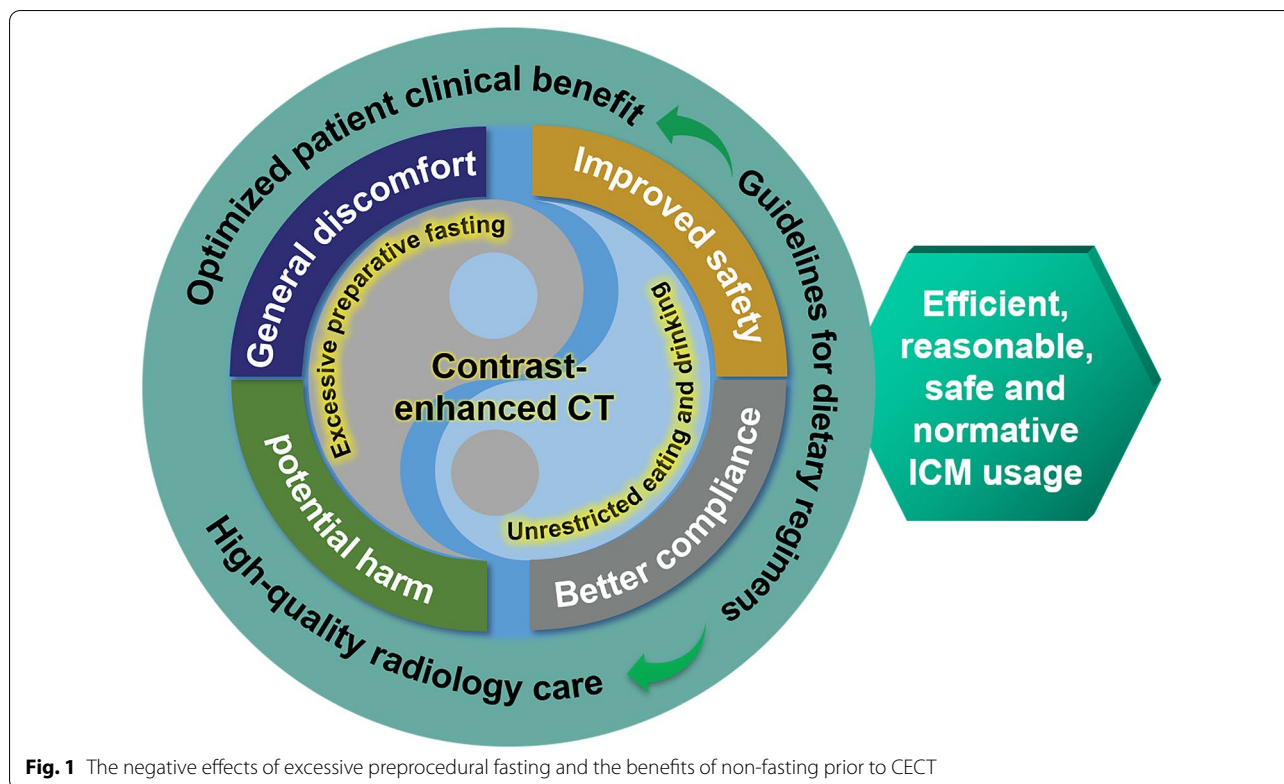 Optimized patient clinical benefit
Guidelines for dietary regimens
High-quality radiology care
General discomfort
Improved safety
potential harm
Better compliance
Excessive preparative fasting
Unrestricted eating and drinking
Contrast-
enhanced CT
Efficient,
reasonable,
safe and
normative
ICM usage
Fig. 1 The negative effects of excessive preprocedural fasting and the benefits of non-fasting prior to CECT